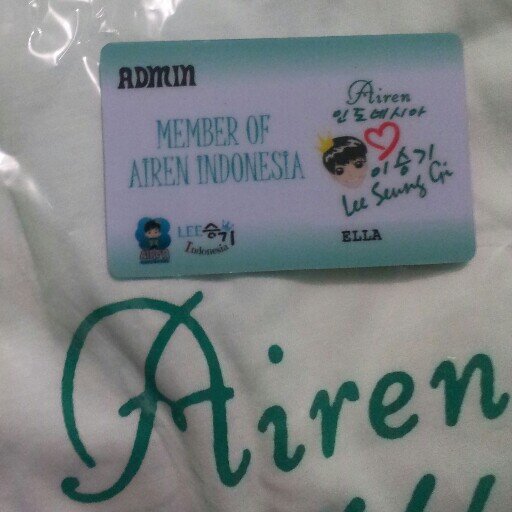 ADMIN
MEMBER OF
AIREN INDONESIA
Airen
인도네시아
이승기
Lee Seung Gi
LEE승기
Indonesia
ELLA
Airen